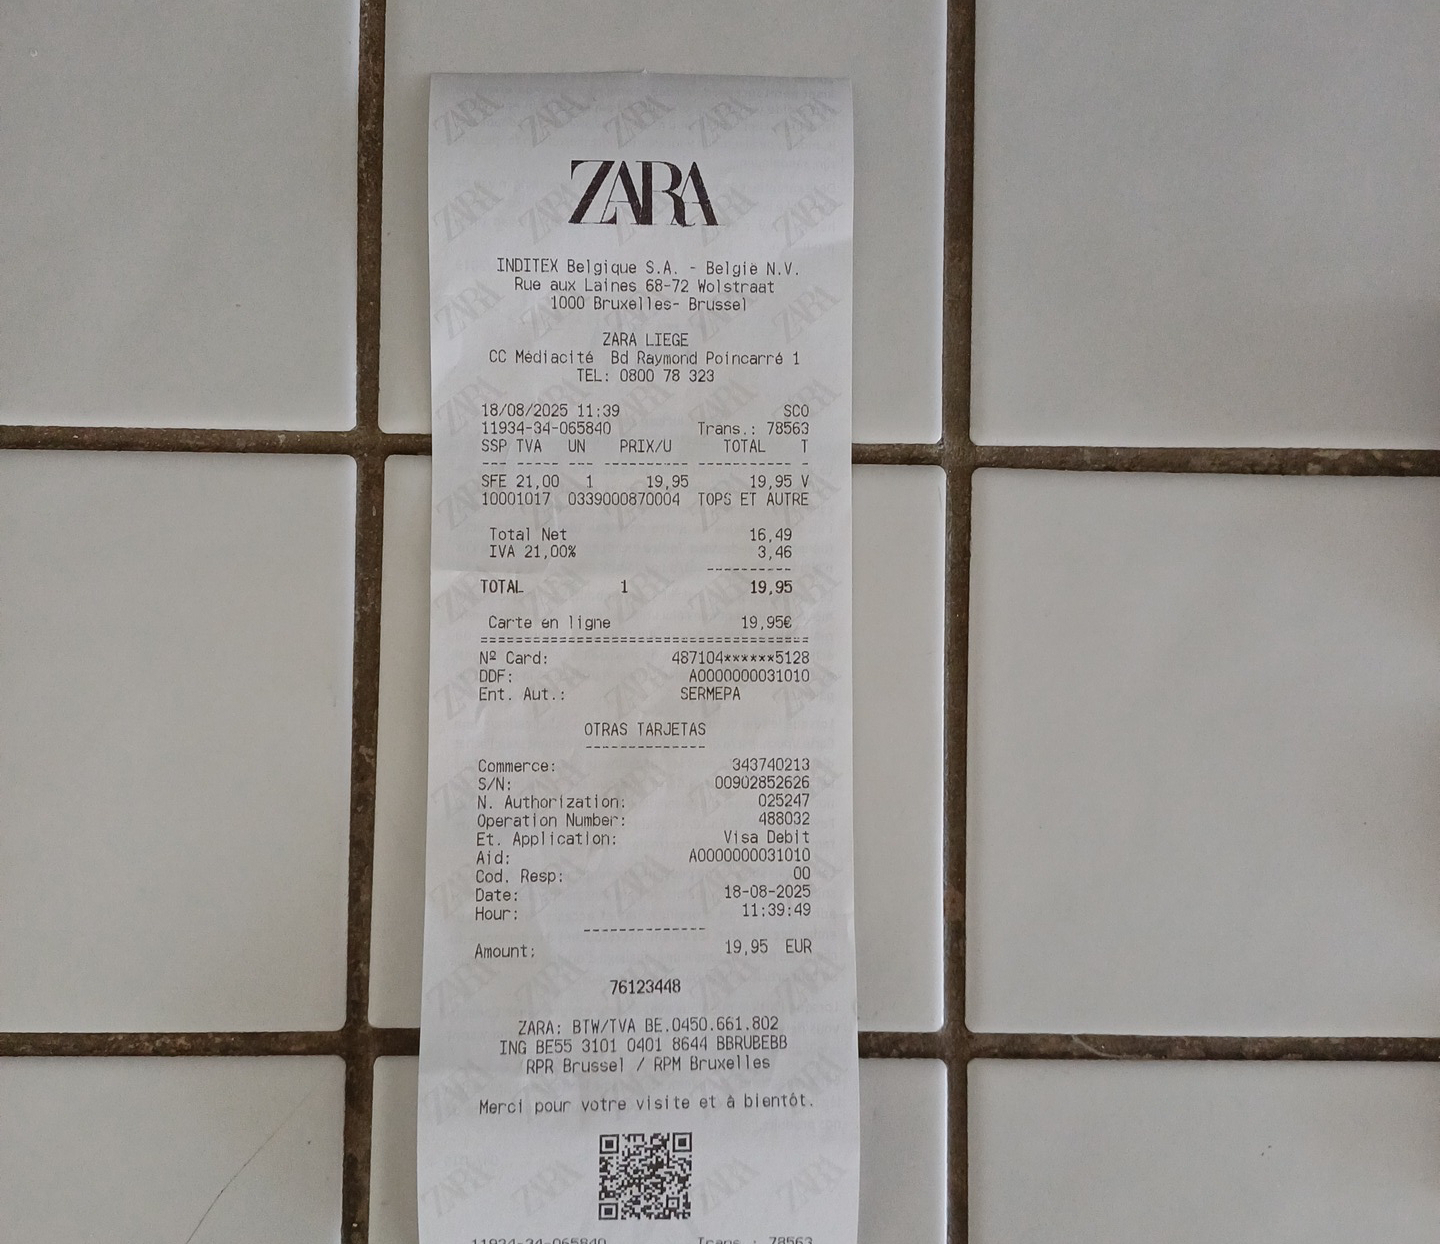 ZARA
INDITEX Belgique S.A. - België N.V.
Rue aux Laines 68-72 Wolstraat
1000 Bruxelles- Brussel
ZARA LIEGE
CC Médiacité  Bd Raymond Poincarré 1
TEL: 0800 78 323
18/08/2025 11:39 SCO
11934-34-065840 Trans.: 78563
SSP TVA UN PRIX/U TOTAL T
--- ----- --- ---------- ----------- -
SFE 21,00 1 19,95 19,95 V
10001017 0339000870004 TOPS ET AUTRE
Total Net 16,49
IVA 21,00% 3,46
----------
TOTAL 1 19,95
Carte en ligne 19,95€
======================================
Nº Card: 487104******5128
DDF: A0000000031010
Ent. Aut.: SERMEPA
OTRAS TARJETAS
--------------
Commerce: 343740213
S/N: 00902852626
N. Authorization: 025247
Operation Number: 488032
Et. Application: Visa Debit
Aid: A0000000031010
Cod. Resp: 00
Date: 18-08-2025
Hour: 11:39:49
--------------
Amount: 19,95 EUR
76123448
ZARA: BTW/TVA BE.0450.661.802
ING BE55 3101 0401 8644 BBRUBEBB
RPR Brussel / RPM Bruxelles
Merci pour votre visite et à bientôt.
11934-34-065840 Trans.: 78563